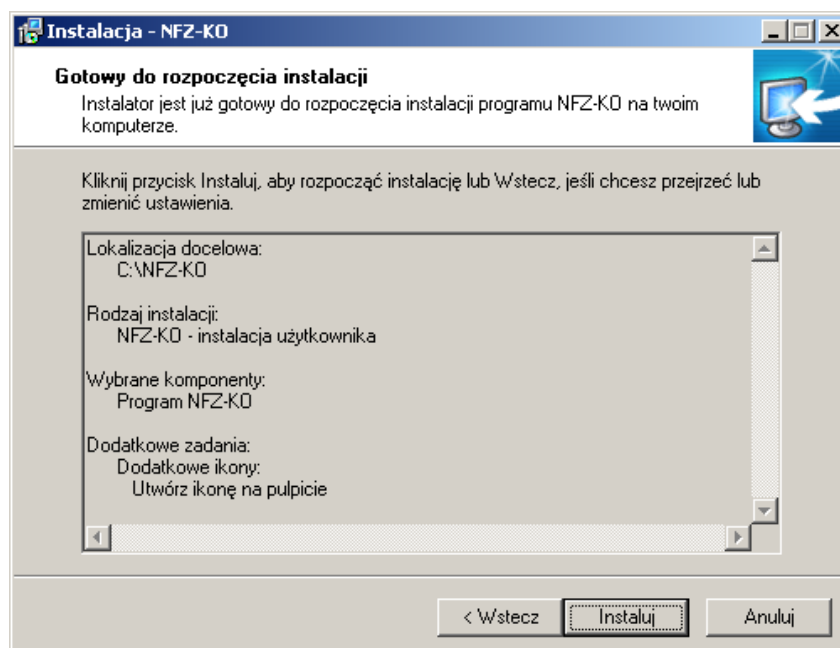 Instalacja - NFZ-KO
Gotowy do rozpoczęcia instalacji
Instalator jest już gotowy do rozpoczęcia instalacji programu NFZ-KO na twoim
komputerze.
Kliknij przycisk Instaluj, aby rozpocząć instalację lub Wstecz, jeśli chcesz przejrzeć lub
zmienić ustawienia.
Lokalizacja docelowa:
C:\NFZ-KO
Rodzaj instalacji:
NFZ-KO - instalacja użytkownika
Wybrane komponenty:
Program NFZ-KO
Dodatkowe zadania:
Dodatkowe ikony:
Utwórz ikonę na pulpicie
< Wstecz Instaluj Anuluj